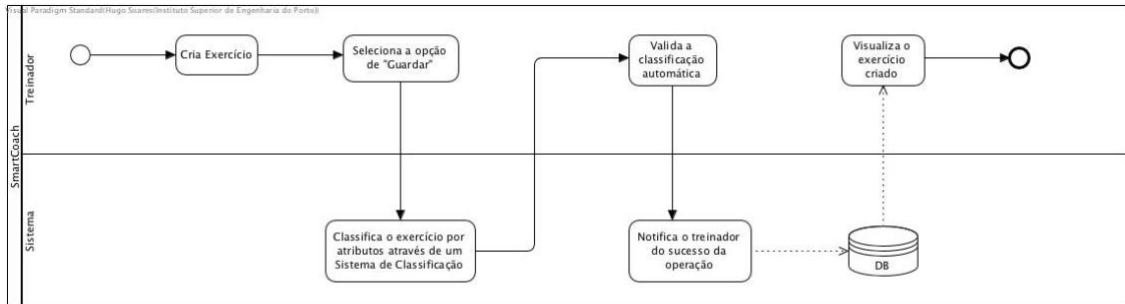 Visual Paradigm Standard(Hugo Soares(Instituto Superior de Engenharia do Porto))
SmartCoach
Treinador
Cria Exercício
Seleciona a opção
de "Guardar"
Valida a
classificação
automática
Visualiza o
exercício
criado
Sistema
Classifica o exercício por
atributos através de um
Sistema de Classificação
Notifica o treinador
do sucesso da
operação
DB